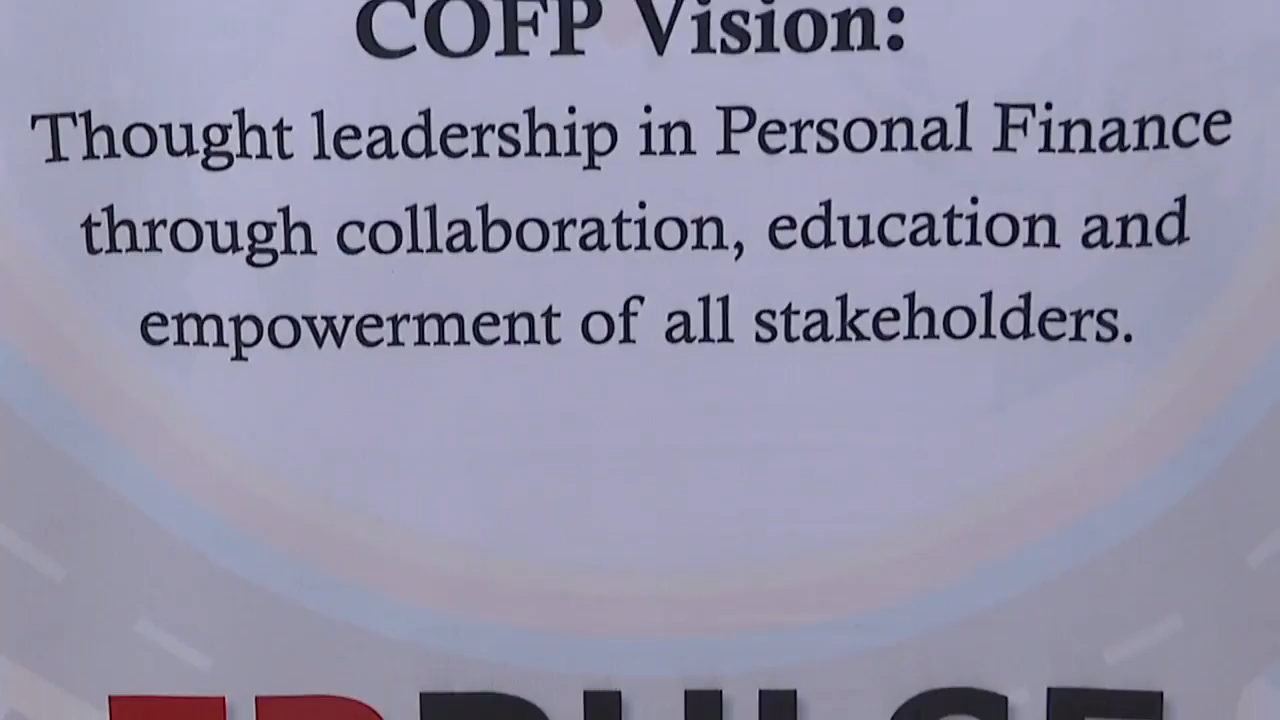 COFP Vision:
Thought leadership in Personal Finance
through collaboration, education and
empowerment of all stakeholders.